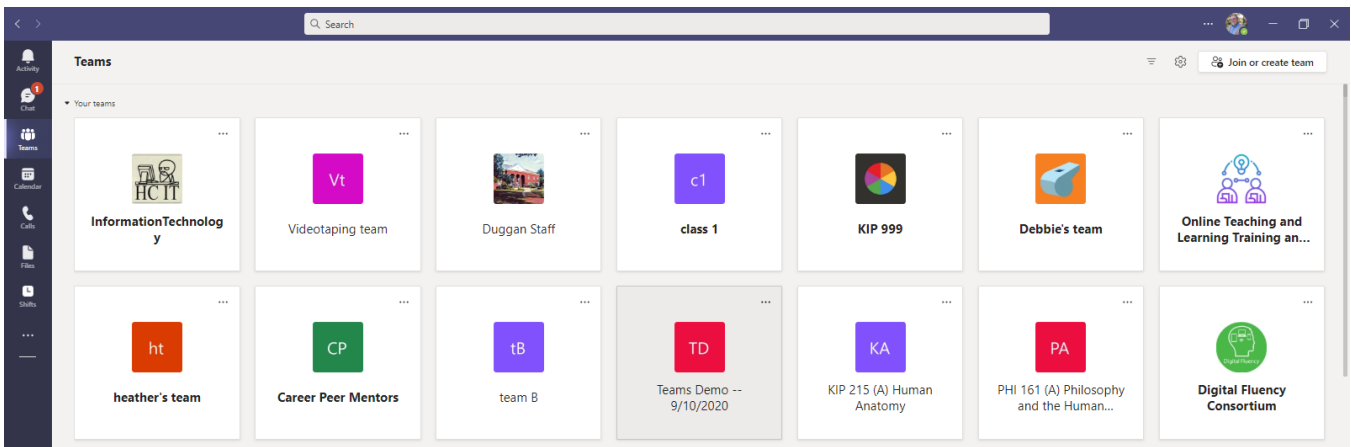 Search
Activity
Teams
Join or create team
1
Chat
Your teams
Teams
HC IT
Vt
c1
InformationTechnolog
y
Videotaping team
Duggan Staff
class 1
KIP 999
Debbie's team
Online Teaching and
Learning Training an...
Calendar
Calls
Files
Shifts
ht
CP
tB
TD
KA
PA
Digital Fluency
heather's team
Career Peer Mentors
team B
Teams Demo --
9/10/2020
KIP 215 (A) Human
Anatomy
PHI 161 (A) Philosophy
and the Human...
Digital Fluency
Consortium